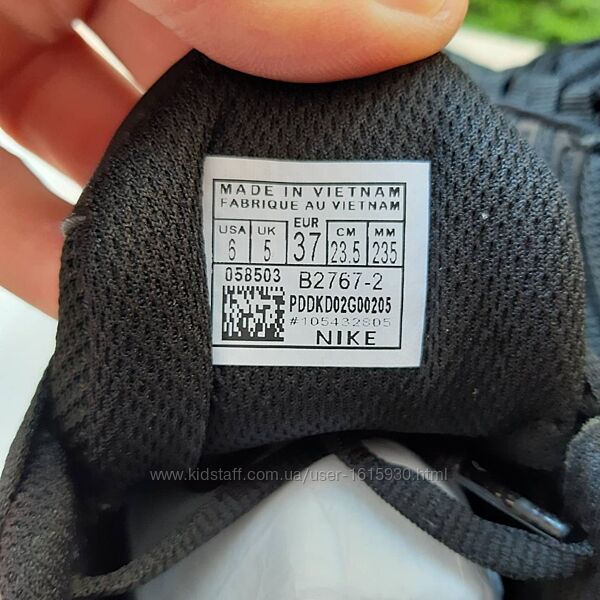 MADE IN VIETNAM
FABRIQUE AU VIETNAM
USA UK EUR CM MM
6 5 37 23.5 235
058503 B2767-2
PDDKD02G00205
#105432805
NIKE
www.kidstaff.com.ua/user-1615930.html